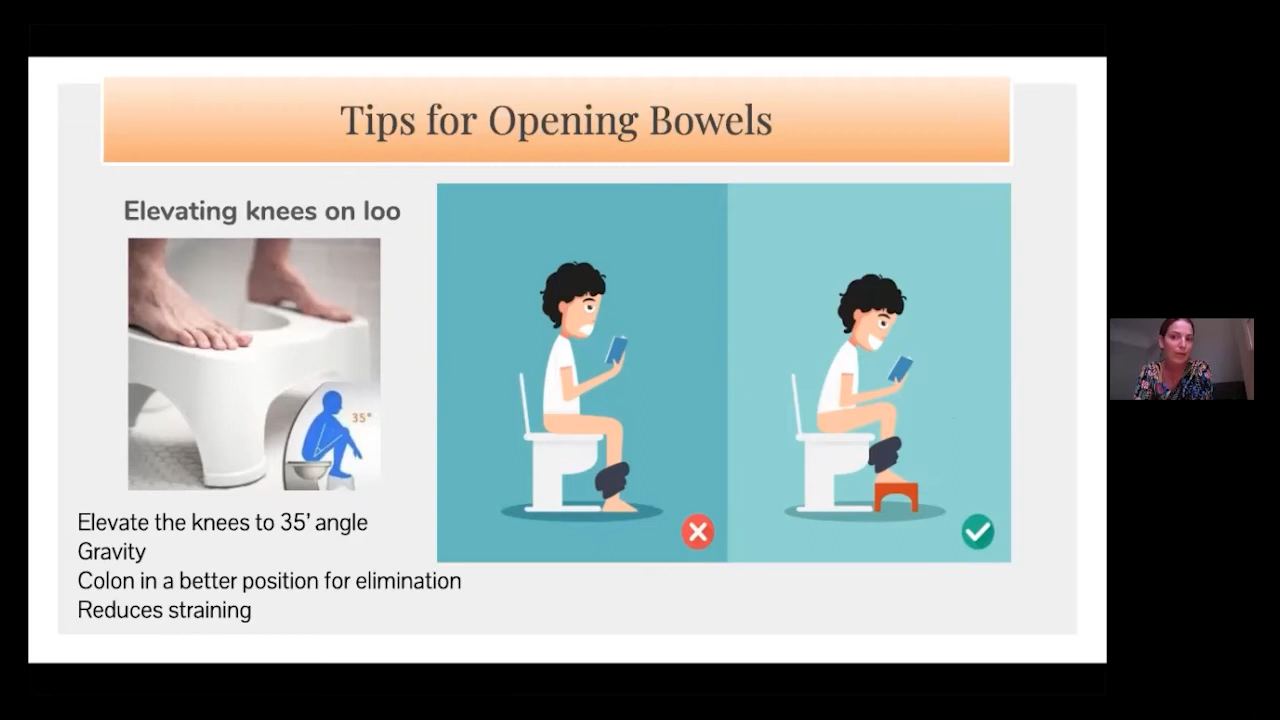 Tips for Opening Bowels
Elevating knees on loo
35°
Elevate the knees to 35' angle
Gravity
Colon in a better position for elimination
Reduces straining